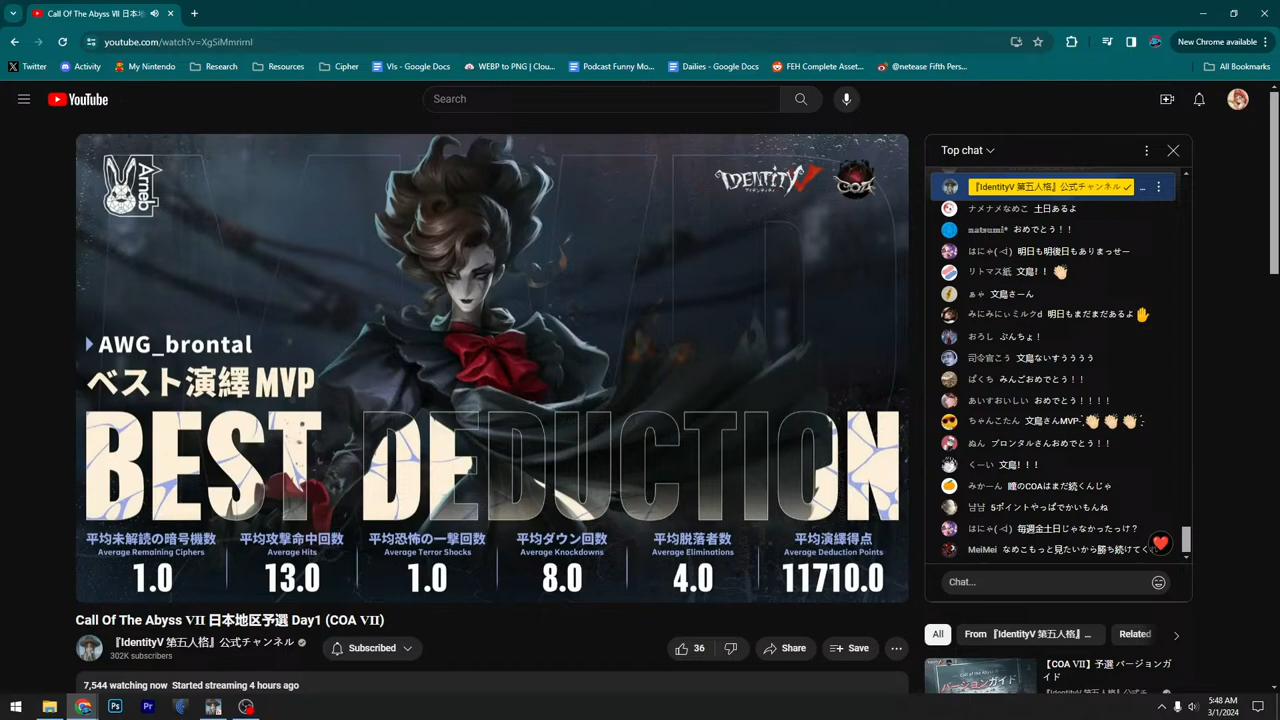 Call Of The Abyss Ⅶ 日本地
New Chrome available
youtube.com/watch?v=XgSiMmrirnI
Twitter
Activity
My Nintendo
Research
Resources
Cipher
VIs - Google Docs
WEBP to PNG | Clou...
Podcast Funny Mo...
Dailies - Google Docs
FEH Complete Asset...
@netease Fifth Pers...
All Bookmarks
YouTube
Search
Arneb
IDENTITY V
COA
AWG_brontal
ベスト演繹 MVP
BEST DEDUCTION
平均未解読の暗号機数
Average Remaining Ciphers
1.0
平均攻撃命中回数
Average Hits
13.0
平均恐怖の一撃回数
Average Terror Shocks
1.0
平均ダウン回数
Average Knockdowns
8.0
平均脱落者数
Average Eliminations
4.0
平均演繹得点
Average Deduction Points
11710.0
Top chat
『IdentityV 第五人格』公式チャンネル
ナメナメなめこ 土日あるよ
natsumi* おめでとう！！
はにゃ( ◁) 明日も明後日もありまっせー
リトマス紙 文鳥！！ 👏🏻
ぁゃ 文鳥さーん
みにみにぃミルクd 明日もまだまだあるよ✋
おろし ぶんちょ！
司令官こう 文鳥ないすぅううう
ぱくち みんごおめでとう！！
あいすおいしい おめでとう！！！！
ちゃんこたん 文鳥さんMVP👏🏻👏🏻👏🏻
ぬん ブロンタルさんおめでとう！！
くーい 文鳥！！！
みかーん 瞳のCOAはまだ続くんじゃ
님님 5ポイントやっぱでかいもんね
はにゃ( ◁) 毎週金土日じゃなかったっけ？
MeiMei なめこもっと見たいから勝ち続けてく
Chat...
Call Of The Abyss Ⅶ 日本地区予選 Day1 (COA Ⅶ)
『IdentityV 第五人格』公式チャンネル
302K subscribers
Subscribed
36
Share
Save
7,544 watching now Started streaming 4 hours ago
All
From 『IdentityV 第五人格』...
Related
【COA Ⅶ】予選 バージョンガイド
5:48 AM
3/1/2024